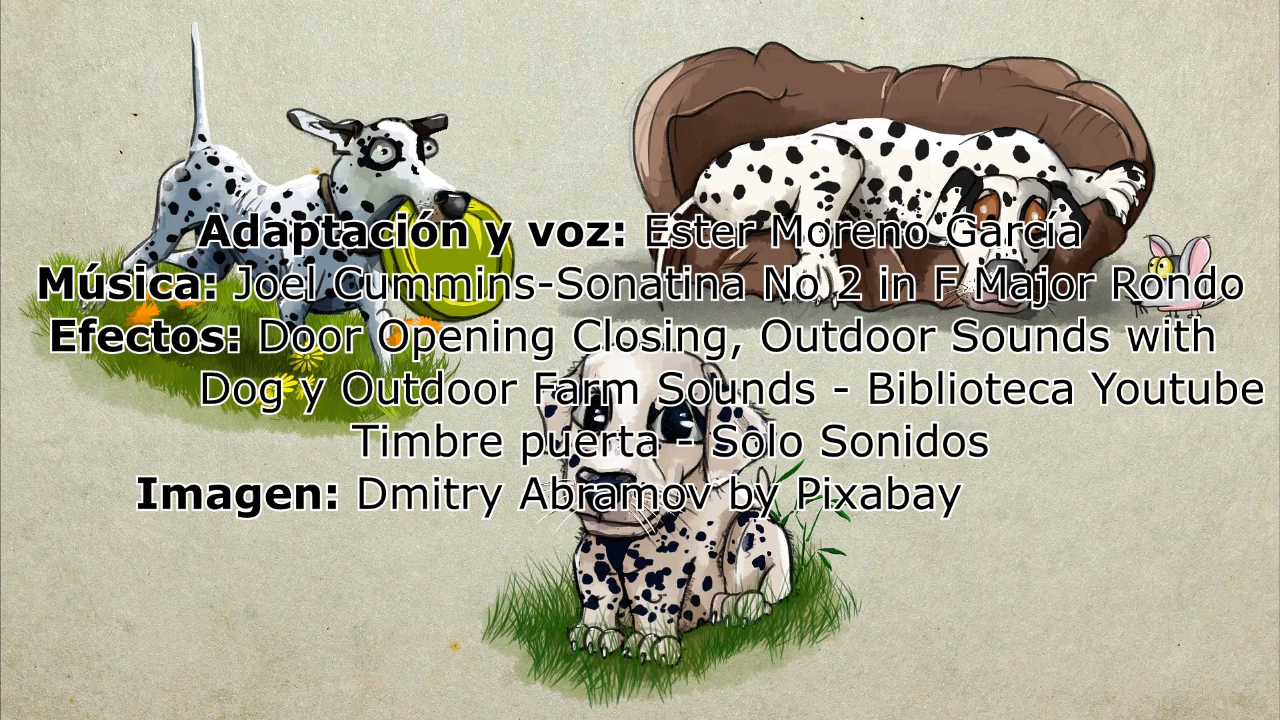 Adaptación y voz: Ester Moreno García
Música: Joel Cummins-Sonatina No 2 in F Major Rondo
Efectos: Door Opening Closing, Outdoor Sounds with
Dog y Outdoor Farm Sounds - Biblioteca Youtube
Timbre puerta - Solo Sonidos
Imagen: Dmitry Abramov by Pixabay